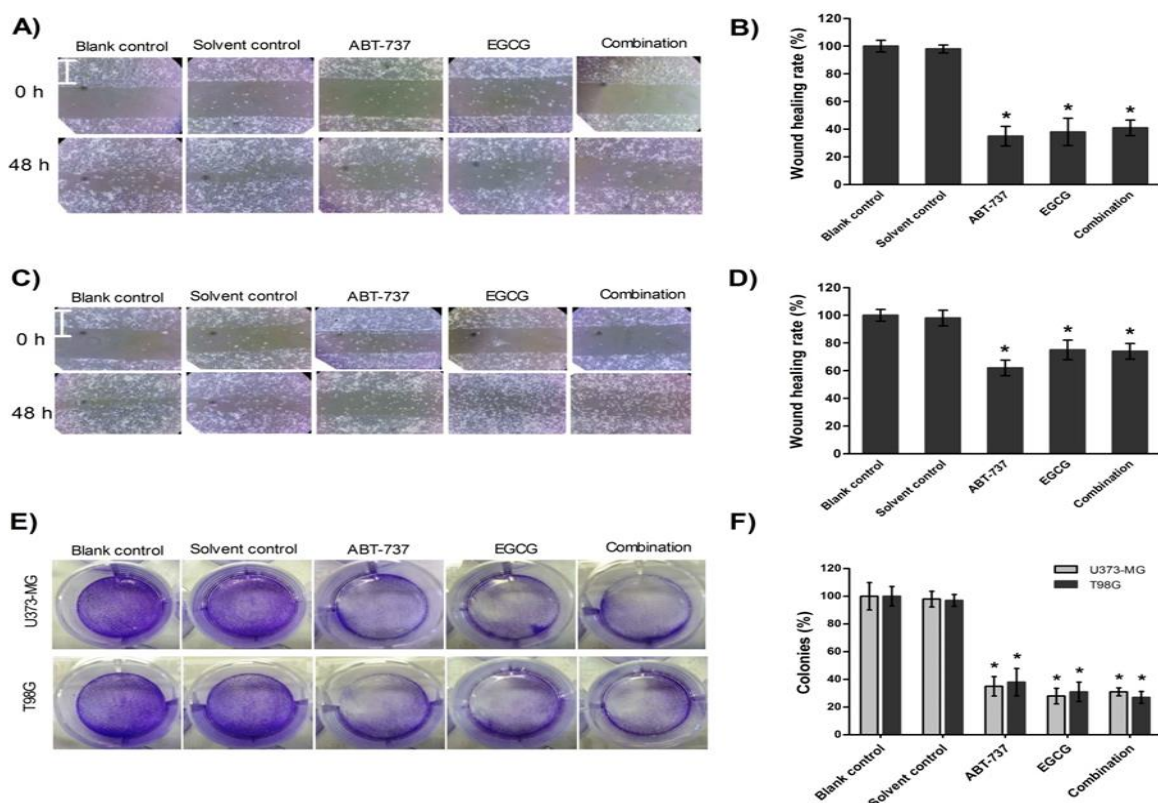 A)
Blank control Solvent control ABT-737 EGCG Combination
0 h
48 h
B)
Wound healing rate (%)
120
100
80
60
40
20
0
* * *
Blank control Solvent control ABT-737 EGCG Combination
C)
Blank control Solvent control ABT-737 EGCG Combination
0 h
48 h
D)
Wound healing rate (%)
120
100
80
60
40
20
0
* * *
Blank control Solvent control ABT-737 EGCG Combination
E)
Blank control Solvent control ABT-737 EGCG Combination
U373-MG
T98G
F)
U373-MG
T98G
Colonies (%)
120
100
80
60
40
20
0
* * * * * *
Blank control Solvent control ABT-737 EGCG Combination